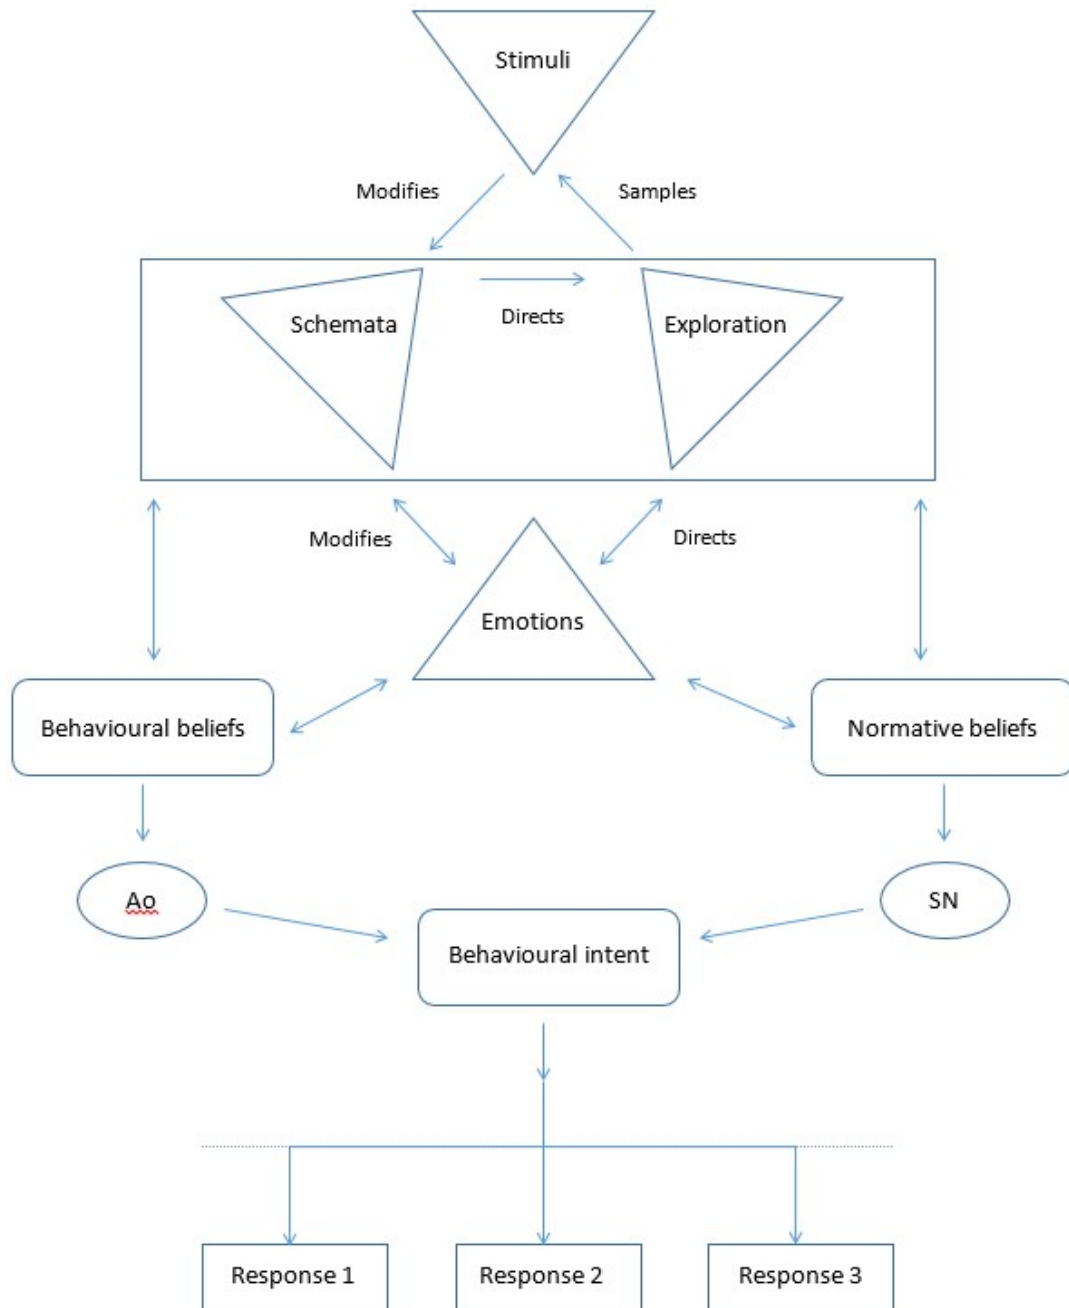 Stimuli
Modifies
Samples
Schemata
Directs
Exploration
Modifies
Directs
Emotions
Behavioural beliefs
Normative beliefs
Ao
SN
Behavioural intent
Response 1
Response 2
Response 3